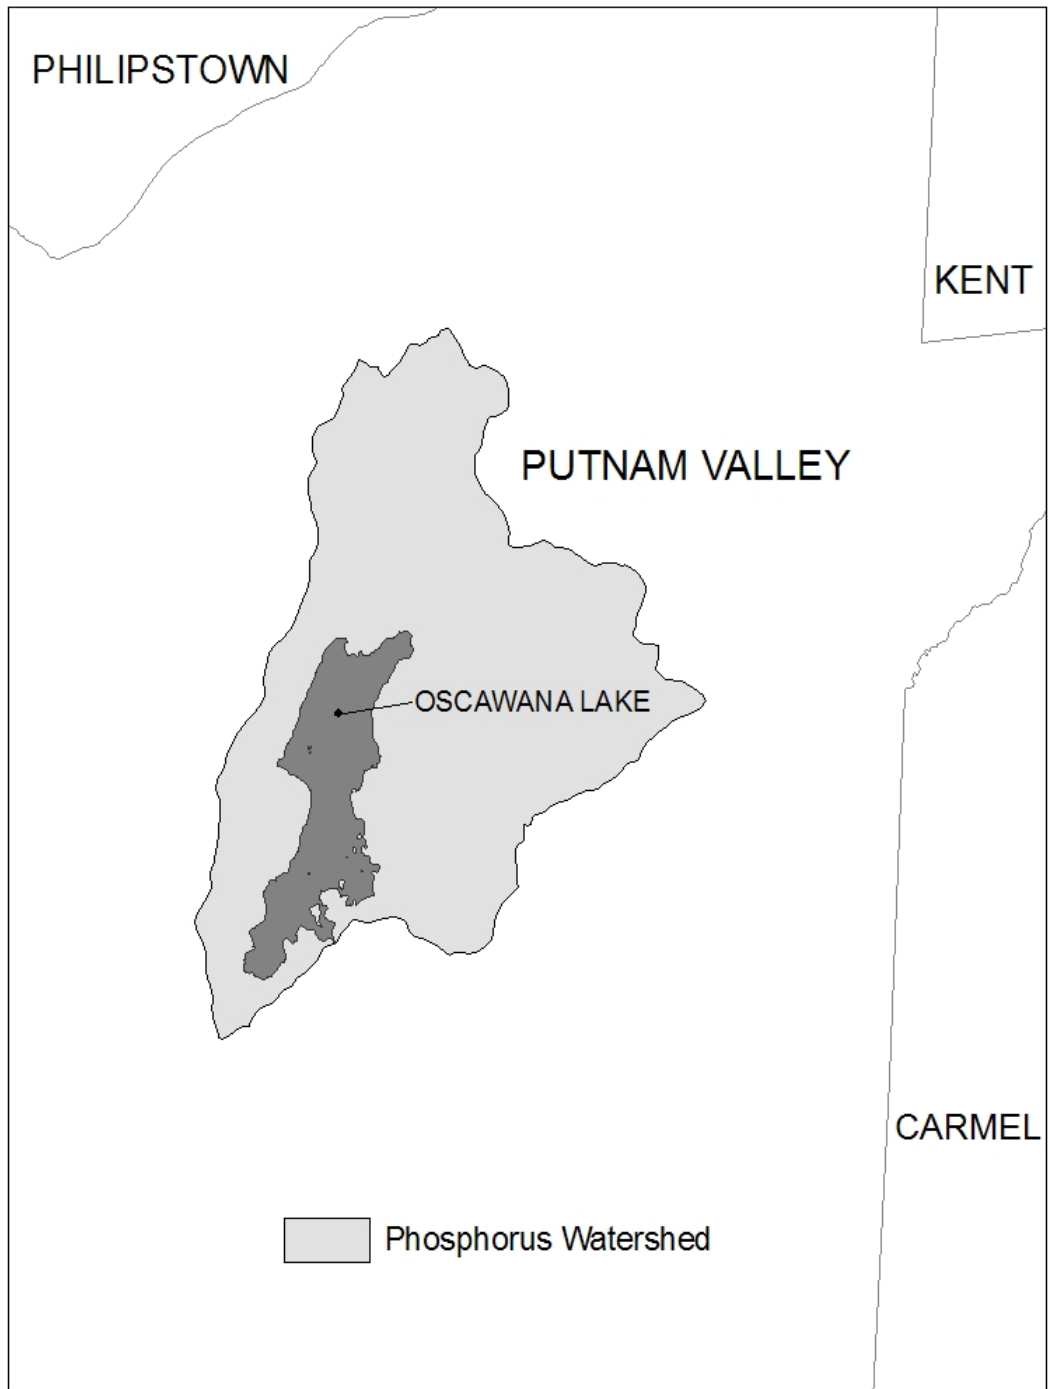 PHILIPSTOWN
KENT
PUTNAM VALLEY
OSCAWANA LAKE
CARMEL
Phosphorus Watershed